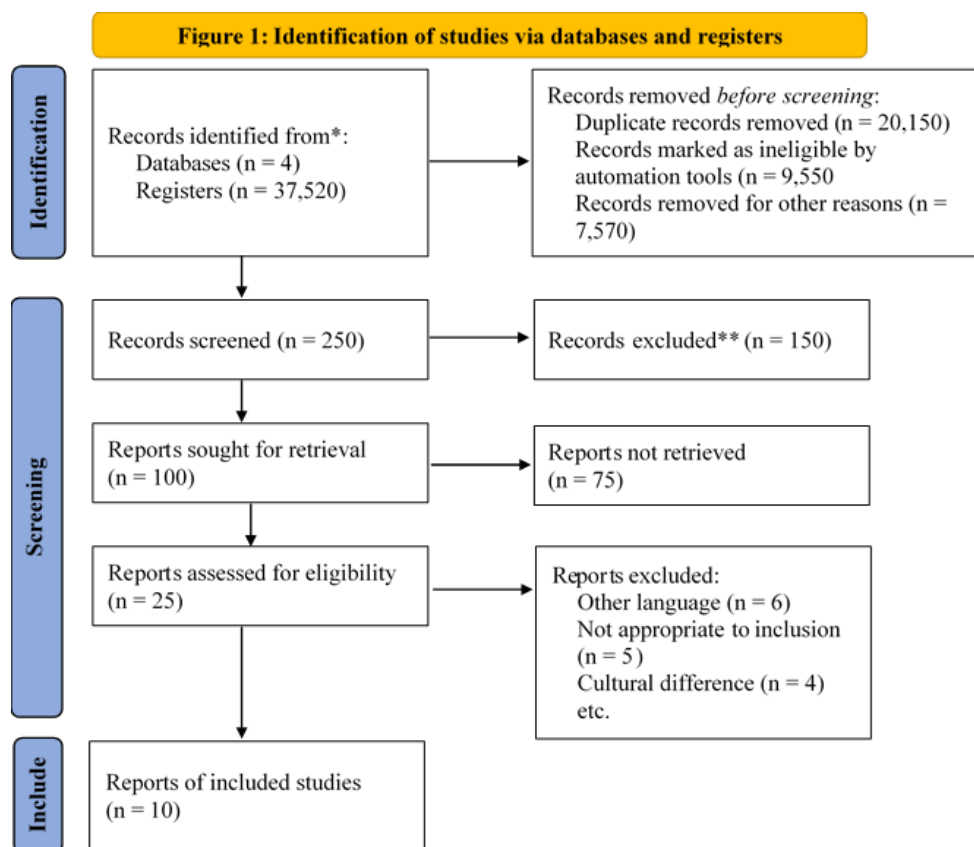 Figure 1: Identification of studies via databases and registers
Identification
Records identified from*:
Databases (n = 4)
Registers (n = 37,520)
Records removed before screening:
Duplicate records removed (n = 20,150)
Records marked as ineligible by
automation tools (n = 9,550
Records removed for other reasons (n =
7,570)
Screening
Records screened (n = 250)
Records excluded** (n = 150)
Reports sought for retrieval
(n = 100)
Reports not retrieved
(n = 75)
Reports assessed for eligibility
(n = 25)
Reports excluded:
Other language (n = 6)
Not appropriate to inclusion
(n = 5)
Cultural difference (n = 4)
etc.
Include
Reports of included studies
(n = 10)